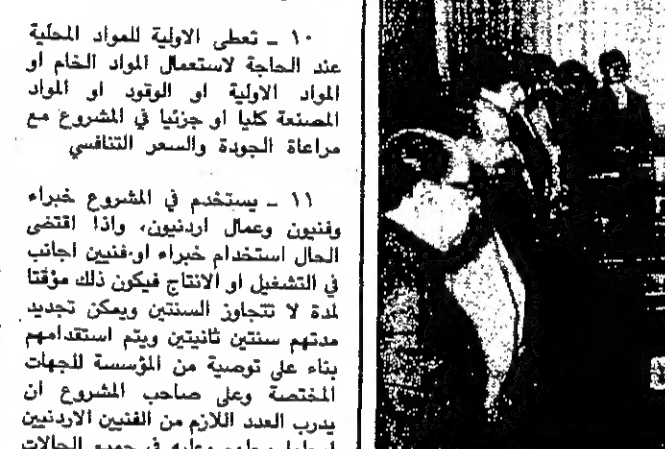 ١٠ ـ تعطى الاولية للمواد المحلية
عند الحاجة لاستعمال المواد الخام او
المواد الاولية او الوقود او المواد
المصنعة كليا او جزئيا في المشروع مع
مراعاة الجودة والسعر التنافسي
١١ ـ يستخدم في المشروع خبراء
وفنيون وعمال اردنيون، واذا اقتضى
الحال استخدام خبراء او فنيين اجانب
في التشغيل او الانتاج فيكون ذلك مؤقتا
لمدة لا تتجاوز السنتين ويمكن تجديد
مدتهم سنتين ثانيتين ويتم استقدامهم
بناء على توصية من المؤسسة للجهات
المختصة وعلى صاحب المشروع ان
يدرب العدد اللازم من الفنيين الاردنيين
وعليه في جميع الحالات